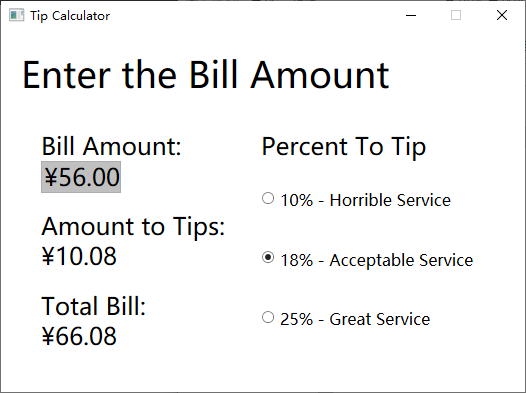 Tip Calculator
Enter the Bill Amount
Bill Amount:
¥56.00
Amount to Tips:
¥10.08
Total Bill:
¥66.08
Percent To Tip
10% - Horrible Service
18% - Acceptable Service
25% - Great Service